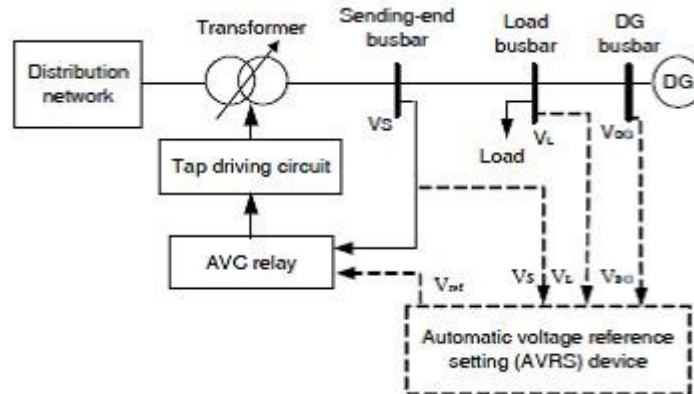 Transformer
Sending-end
busbar
Load
busbar
DG
busbar
Distribution
network
DG
VS
VL
VDG
Load
Tap driving circuit
AVC relay
Vref
VS
VL
VDG
Automatic voltage reference
setting (AVRS) device